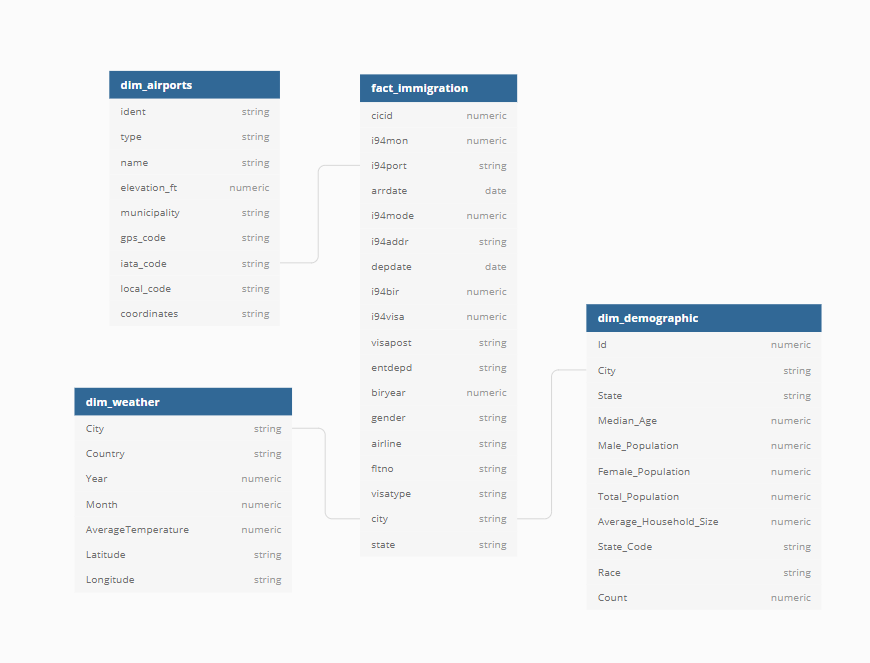 dim_airports
ident string
type string
name string
elevation_ft numeric
municipality string
gps_code string
iata_code string
local_code string
coordinates string
fact_immigration
cicid numeric
i94mon numeric
i94port string
arrdate date
i94mode numeric
i94addr string
depdate date
i94bir numeric
i94visa numeric
visapost string
entdepd string
biryear numeric
gender string
airline string
fltno string
visatype string
city string
state string
dim_weather
City string
Country string
Year numeric
Month numeric
AverageTemperature numeric
Latitude string
Longitude string
dim_demographic
Id numeric
City string
State string
Median_Age numeric
Male_Population numeric
Female_Population numeric
Total_Population numeric
Average_Household_Size numeric
State_Code string
Race string
Count numeric